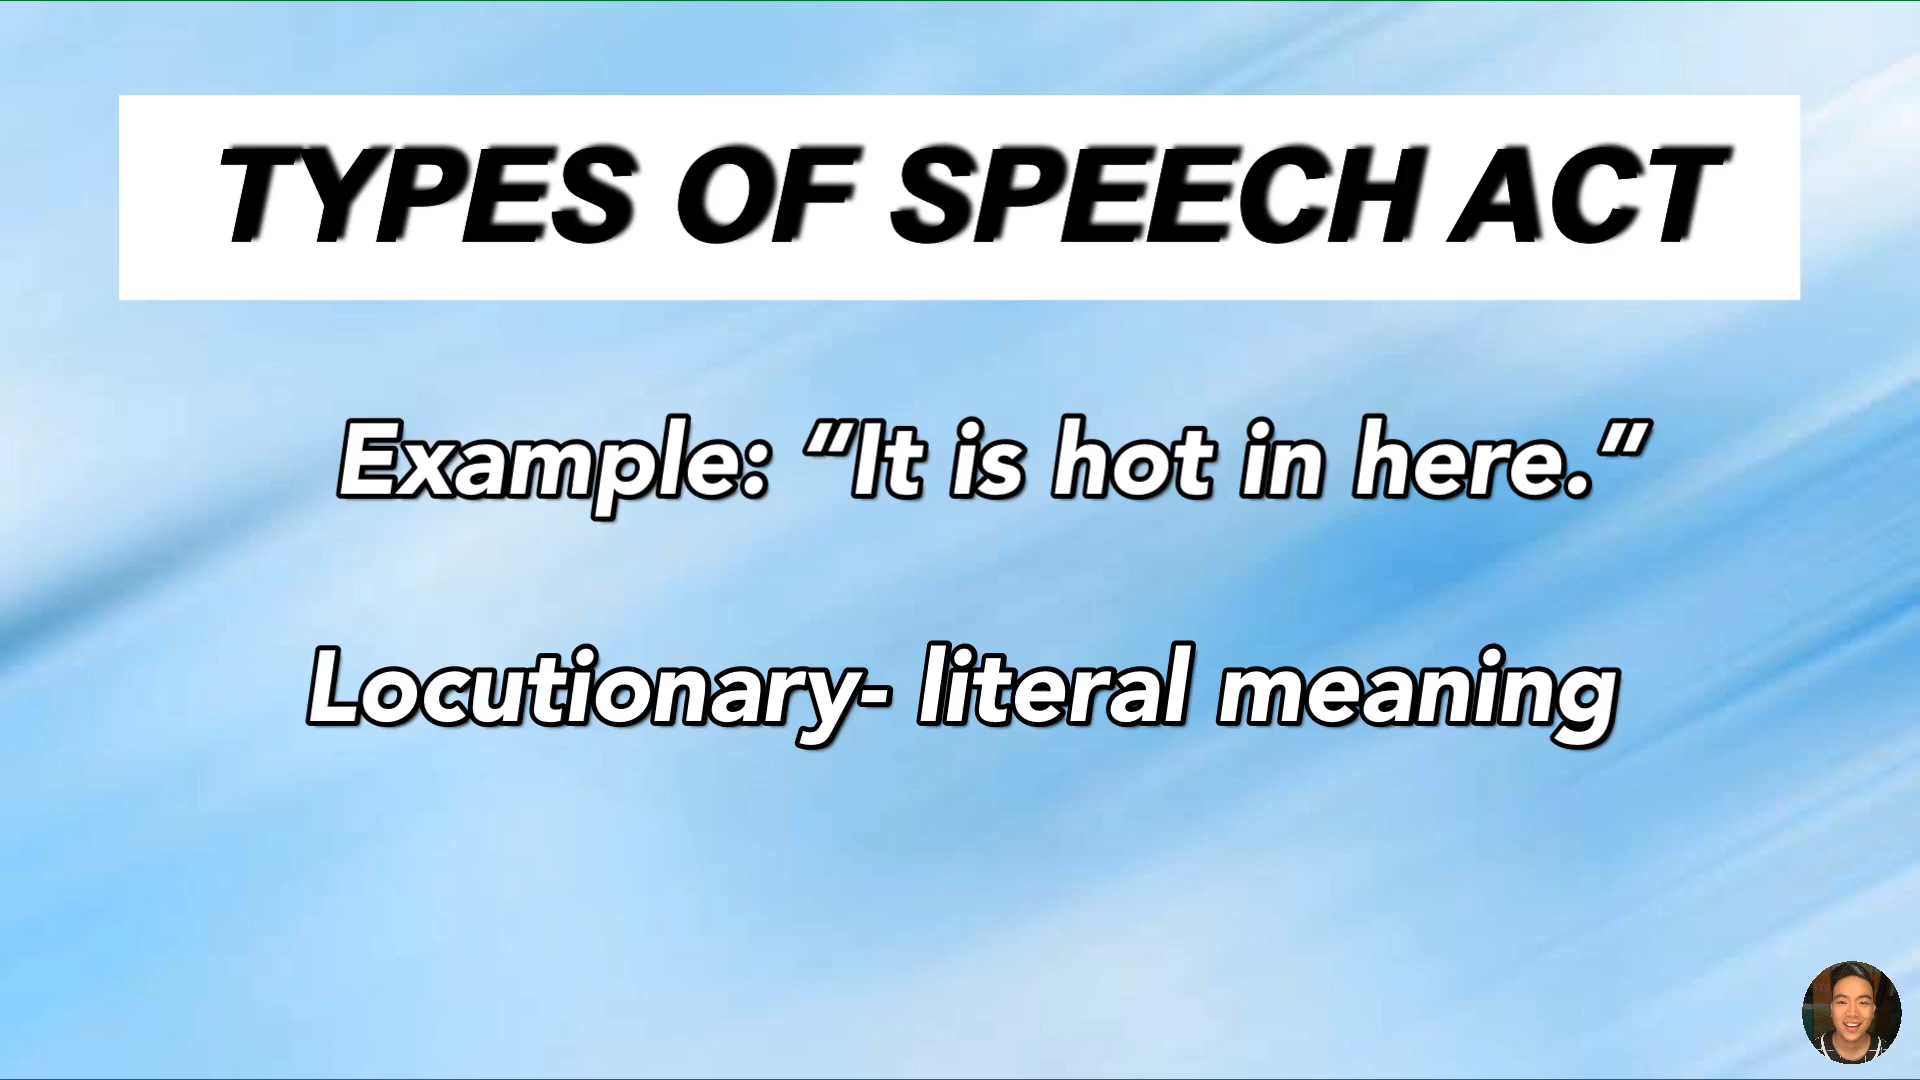 TYPES OF SPEECH ACT
Example: “It is hot in here.”
Locutionary- literal meaning